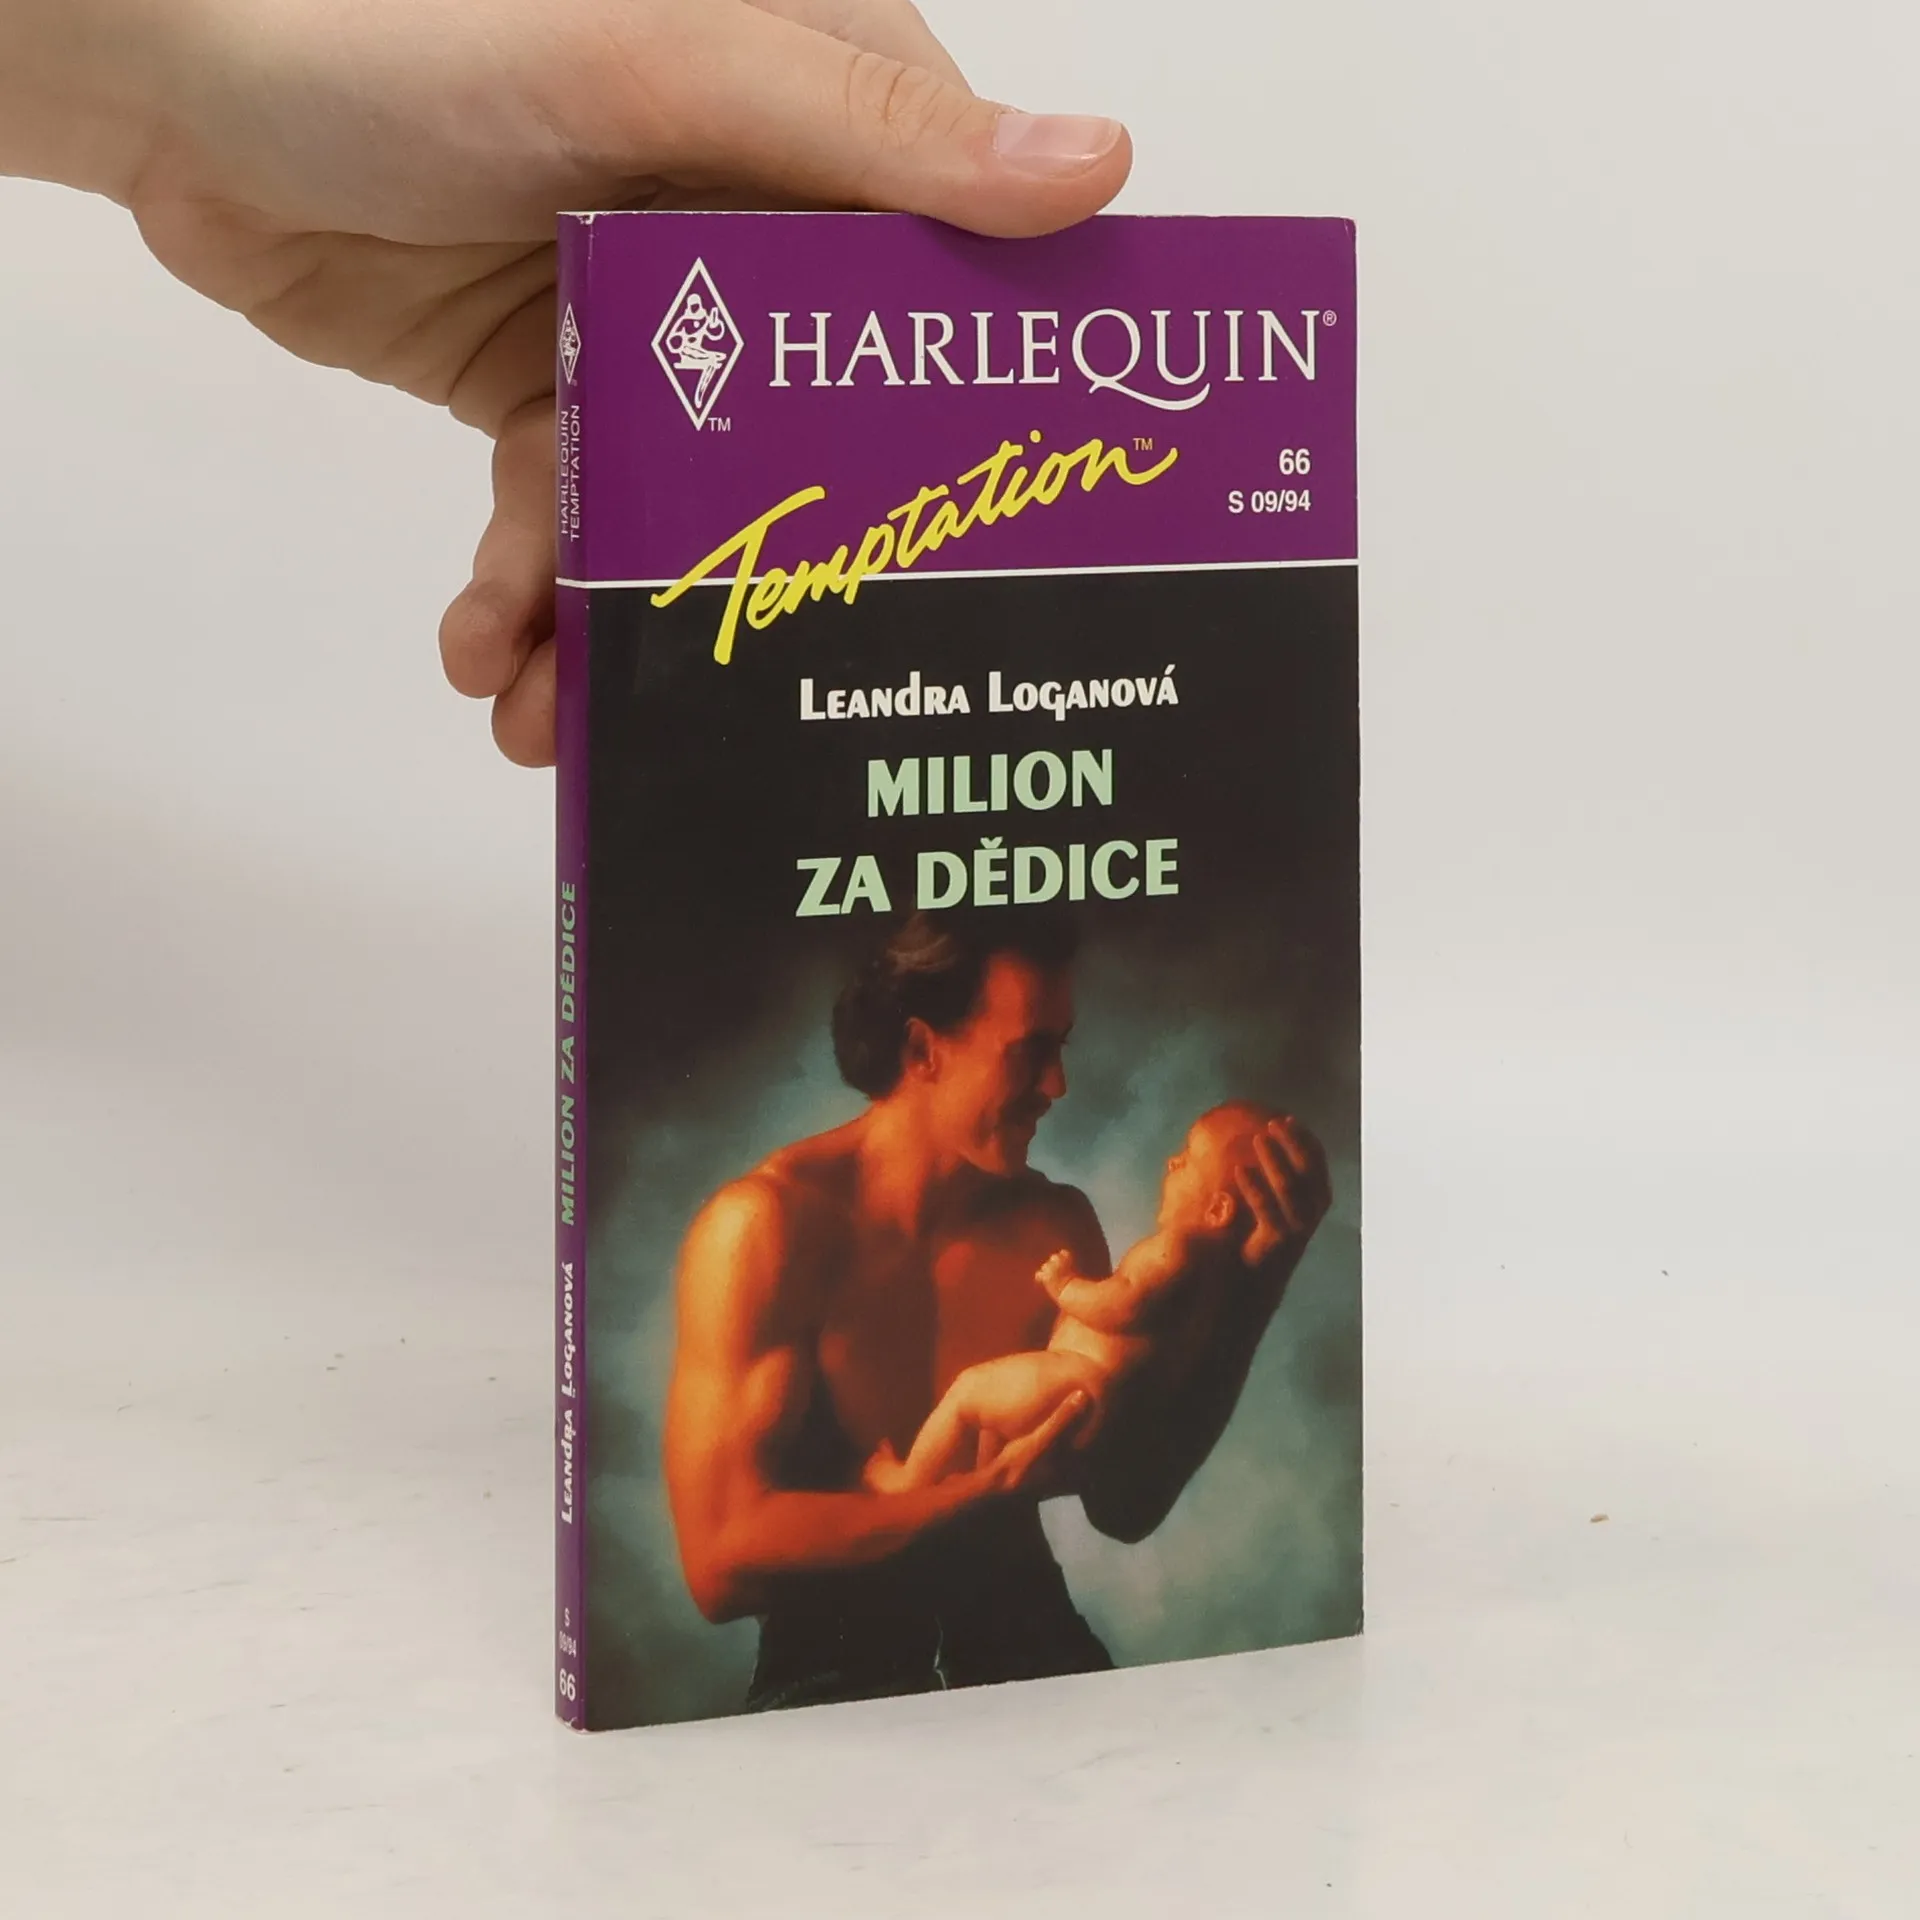 HARLEQUIN®
TM
Temptation™
66
S 09/94
Leandra Loganová
MILION
ZA DĚDICE
HARLEQUIN
TEMPTATION
MILION ZA DĚDICE
Leandra Loganová
S
09/94
66